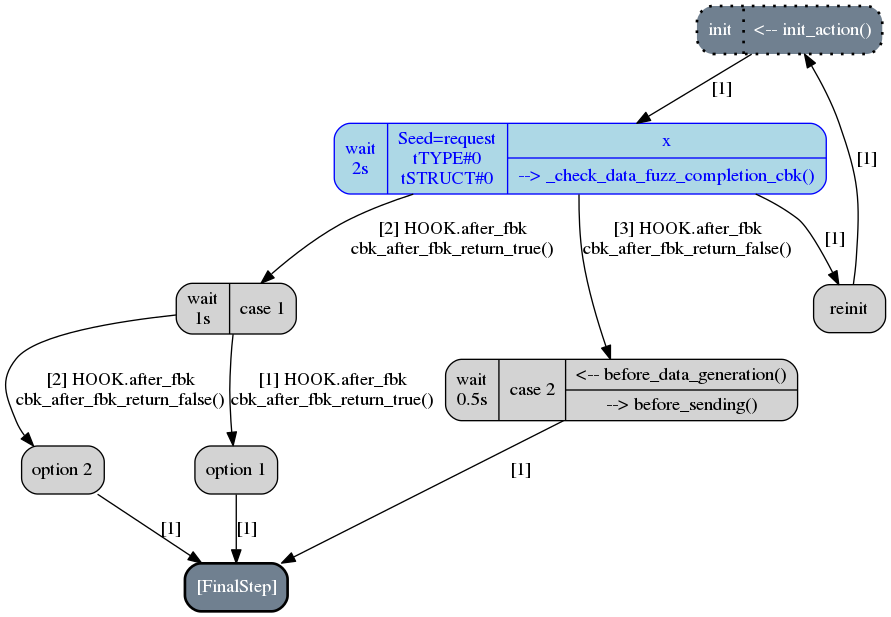 init
<-- init_action()
[1]
wait
2s
Seed=request
tTYPE#0
tSTRUCT#0
x
--> _check_data_fuzz_completion_cbk()
[1]
[2] HOOK.after_fbk
cbk_after_fbk_return_true()
[3] HOOK.after_fbk
cbk_after_fbk_return_false()
[1]
wait
1s
case 1
reinit
wait
0.5s
case 2
<-- before_data_generation()
--> before_sending()
[2] HOOK.after_fbk
cbk_after_fbk_return_false()
[1] HOOK.after_fbk
cbk_after_fbk_return_true()
option 2
option 1
[1]
[1]
[1]
[FinalStep]